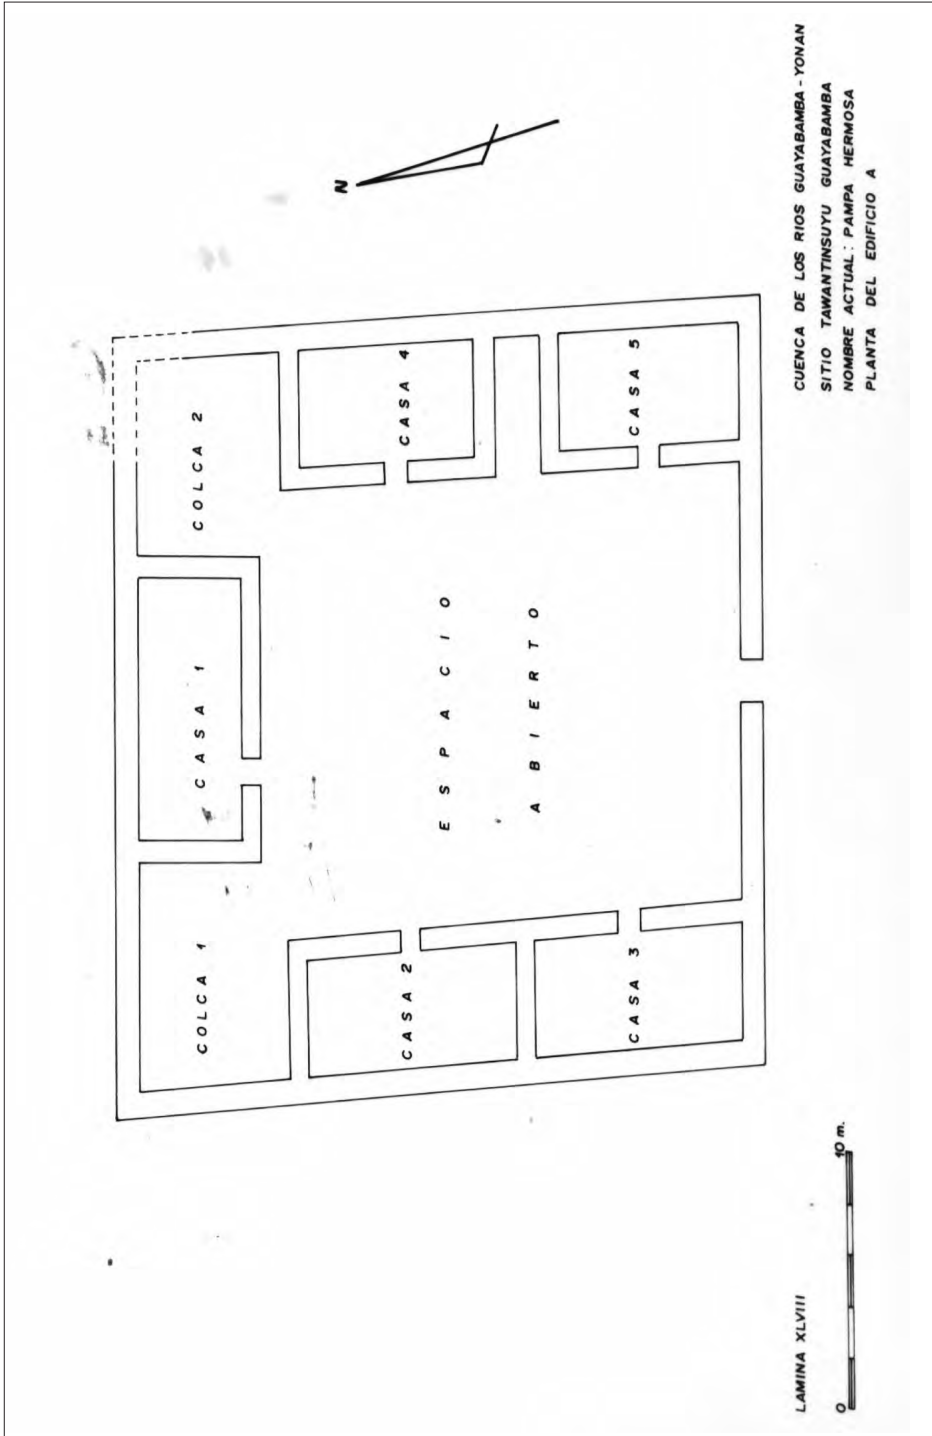 CUENCA DE LOS RIOS GUAYABAMBA - YONAN
SITIO TAWANTINSUYU GUAYABAMBA
NOMBRE ACTUAL: PAMPA HERMOSA
PLANTA DEL EDIFICIO A
N
COLCA 1
CASA 1
COLCA 2
CASA 2
CASA 4
ESPACIO
ABIERTO
CASA 3
CASA 5
LAMINA XLVIII
0 10 m.